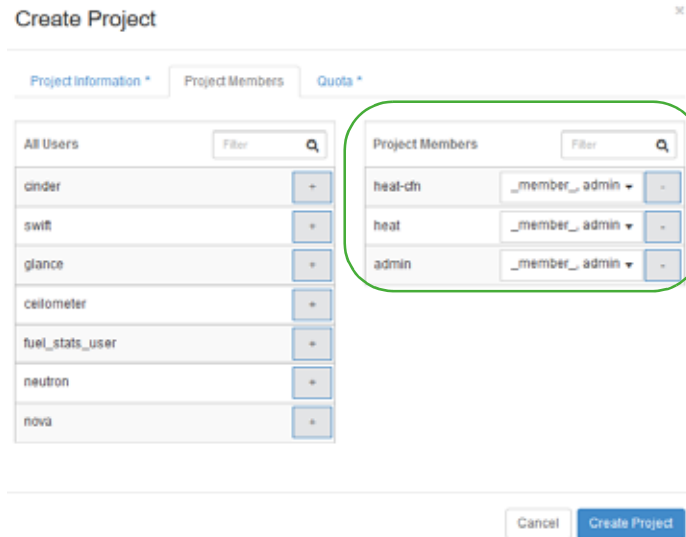 Create Project ×
Project Information * Project Members Quota *
All Users Filter
cinder +
swift +
glance +
ceilometer +
fuel_stats_user +
neutron +
nova +
Project Members Filter
heat-cfn _member_, admin -
heat _member_, admin -
admin _member_, admin -
Cancel Create Project